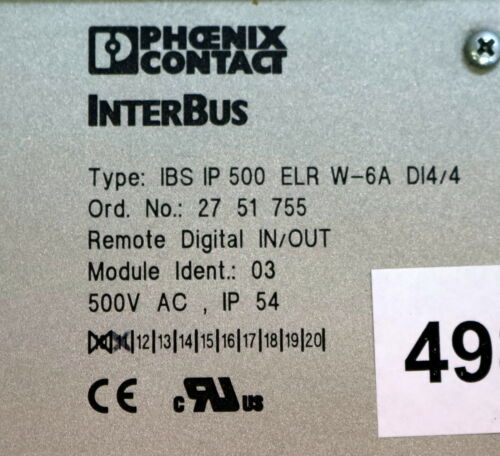 PHŒNIX
CONTACT
INTERBUS
Type: IBS IP 500 ELR W-6A DI4/4
Ord. No.: 27 51 755
Remote Digital IN/OUT
Module Ident.: 03
500V AC , IP 54
|12|13|14|15|16|17|18|19|20|
CE c RU us
49